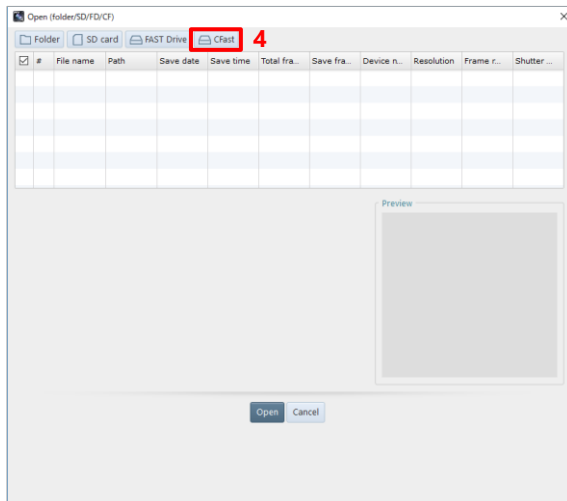 Open (folder/SD/FD/CF)
Folder SD card FAST Drive CFast 4
# File name Path Save date Save time Total fra... Save fra... Device n... Resolution Frame r... Shutter ...
Preview
Open Cancel